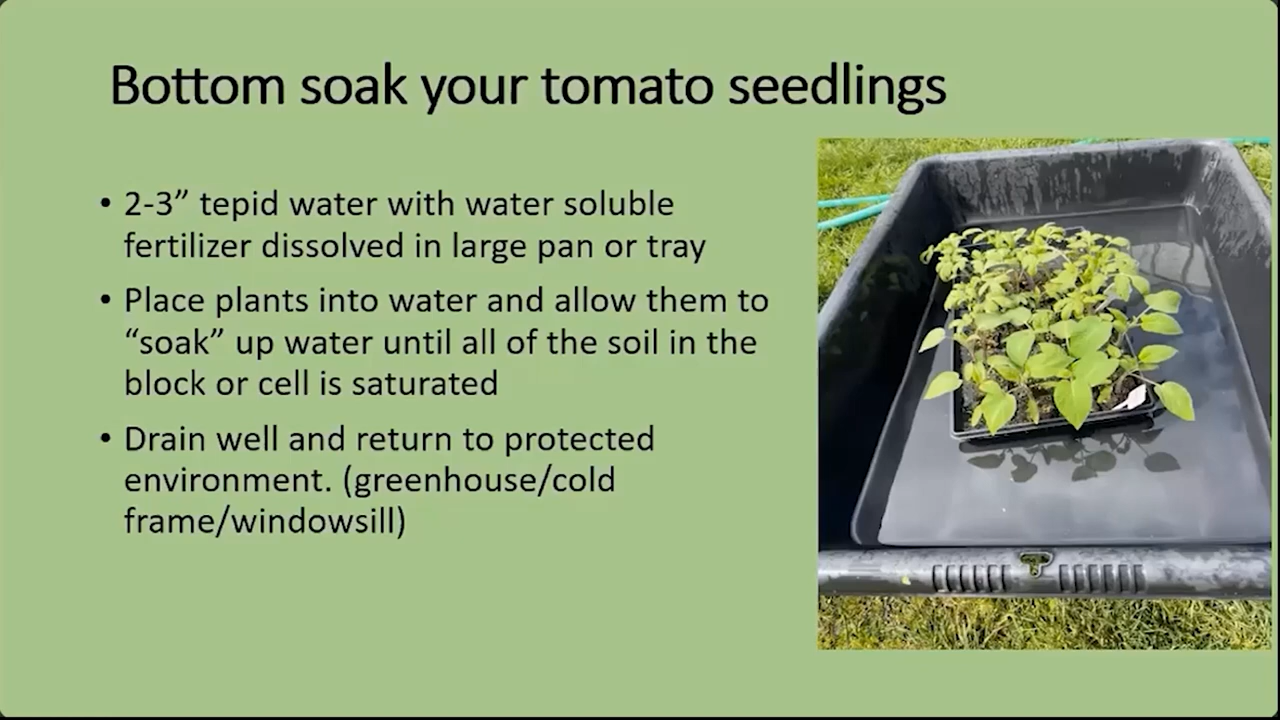 Bottom soak your tomato seedlings
• 2-3” tepid water with water soluble
fertilizer dissolved in large pan or tray
• Place plants into water and allow them to
“soak” up water until all of the soil in the
block or cell is saturated
• Drain well and return to protected
environment. (greenhouse/cold
frame/windowsill)